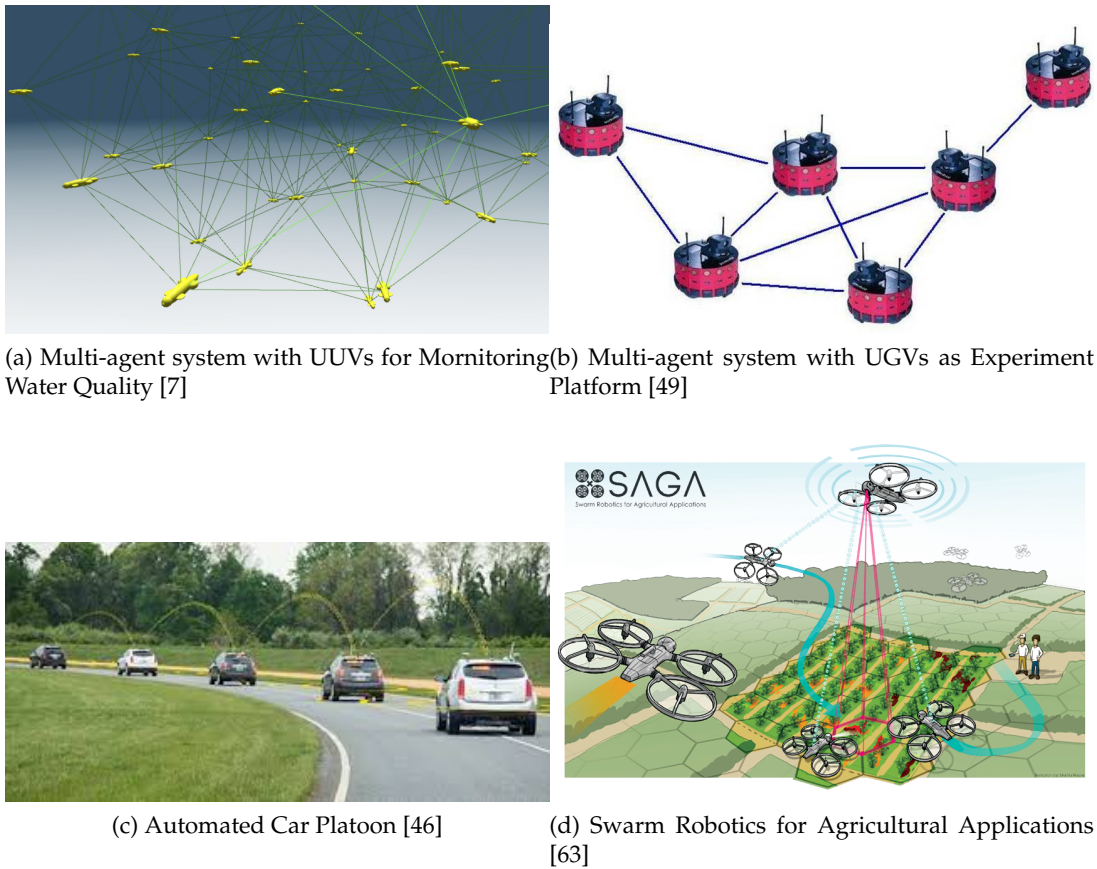 (a) Multi-agent system with UUVs for Mornitoring
Water Quality [7]
(b) Multi-agent system with UGVs as Experiment
Platform [49]
SAGA
Swarm Robotics for Agricultural Applications
(c) Automated Car Platoon [46]
(d) Swarm Robotics for Agricultural Applications
[63]